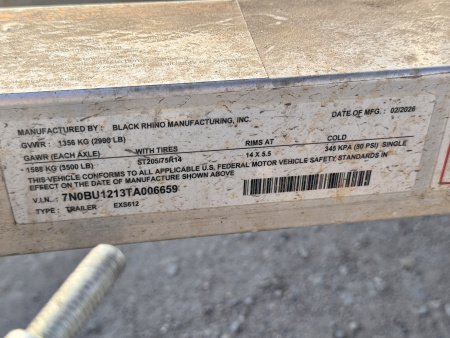 MANUFACTURED BY : BLACK RHINO MANUFACTURING, INC. DATE OF MFG. : 02/2026
GVWR : 1356 KG (2990 LB)
GAWR (EACH AXLE) WITH TIRES RIMS AT COLD
1588 KG (3500 LB) ST205/75R14 14 X 5.5 345 KPA (50 PSI) SINGLE
THIS VEHICLE CONFORMS TO ALL APPLICABLE U.S. FEDERAL MOTOR VEHICLE SAFETY STANDARDS IN
EFFECT ON THE DATE OF MANUFACTURE SHOWN ABOVE
V.I.N. : 7N0BU1213TA006659
TYPE : TRAILER EXS612